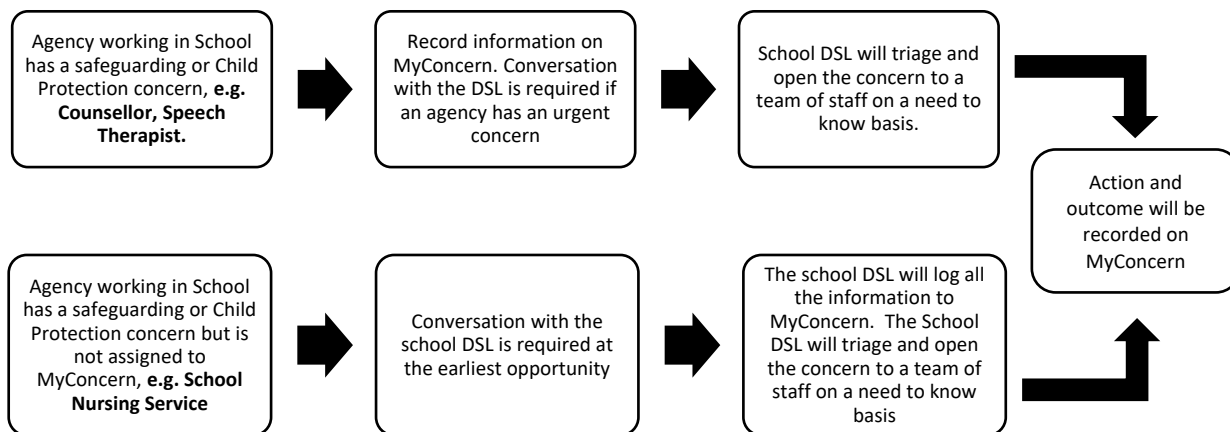 Agency working in School
has a safeguarding or Child
Protection concern, e.g.
Counsellor, Speech
Therapist.
Record information on
MyConcern. Conversation
with the DSL is required if
an agency has an urgent
concern
School DSL will triage and
open the concern to a
team of staff on a need to
know basis.
Action and
outcome will be
recorded on
MyConcern
Agency working in School
has a safeguarding or Child
Protection concern but is
not assigned to
MyConcern, e.g. School
Nursing Service
Conversation with the
school DSL is required at
the earliest opportunity
The school DSL will log all
the information to
MyConcern.  The School
DSL will triage and open
the concern to a team of
staff on a need to know
basis